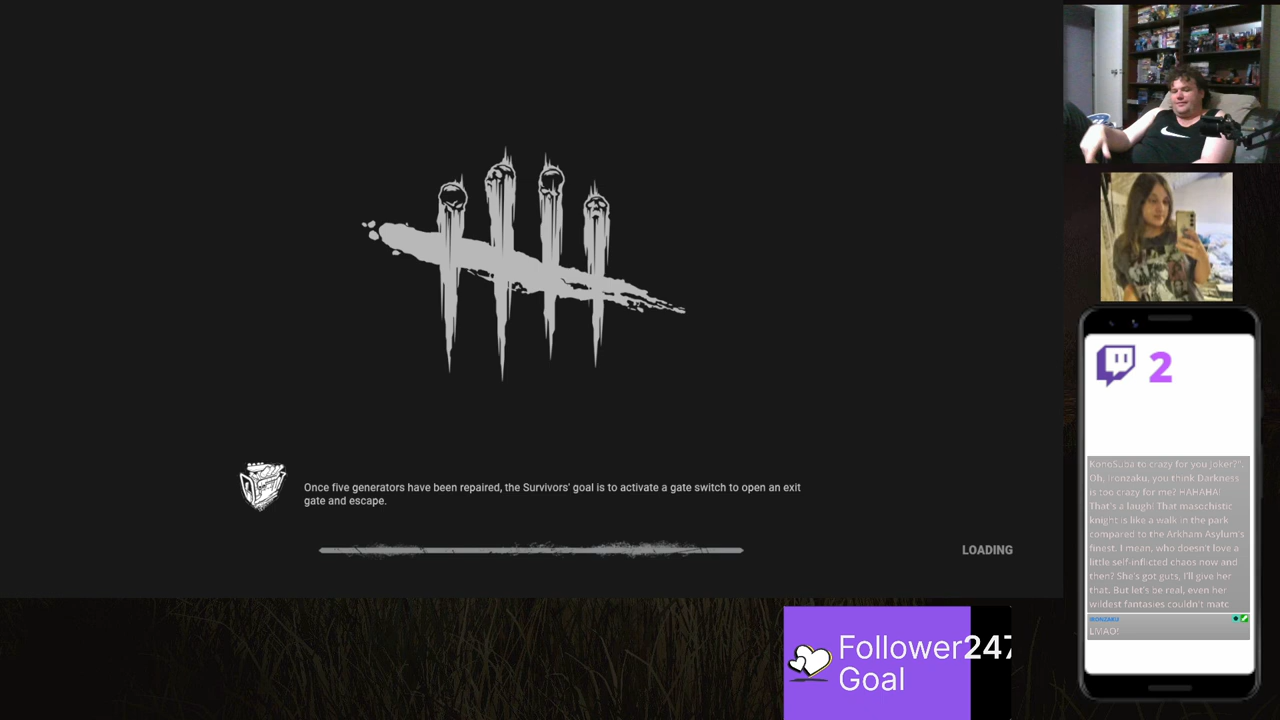 2
KonoSuba to crazy for you joker?".
Oh, Ironzaku, you think Darkness
is too crazy for me? HAHAHA!
That's a laugh! That masochistic
knight is like a walk in the park
compared to the Arkham Asylum's
finest. I mean, who doesn't love a
little self-inflicted chaos now and
then? She's got guts, I'll give her
that. But let's be real, even her
wildest fantasies couldn't matc
IRONZAKU
LMAO!
Once five generators have been repaired, the Survivors' goal is to activate a gate switch to open an exit
gate and escape.
LOADING
Follower 247
Goal